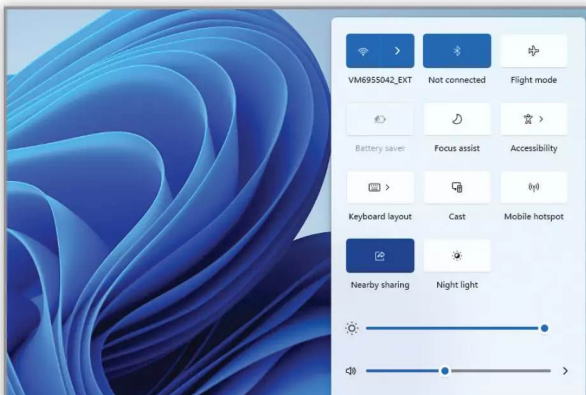 VM6955042_EXT Not connected Flight mode
Battery saver Focus assist Accessibility
Keyboard layout Cast Mobile hotspot
Nearby sharing Night light